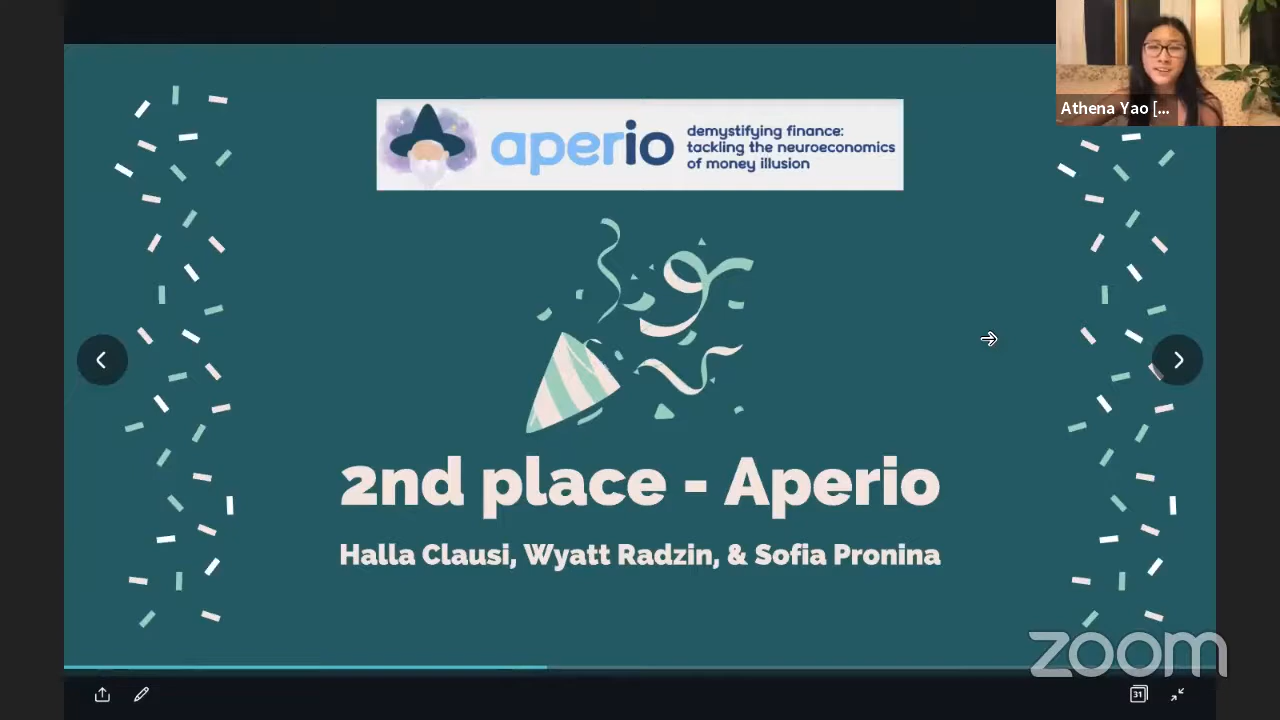 Athena Yao [...
aperio
demystifying finance:
tackling the neuroeconomics
of money illusion
2nd place - Aperio
Halla Clausi, Wyatt Radzin, & Sofia Pronina
zoom
31